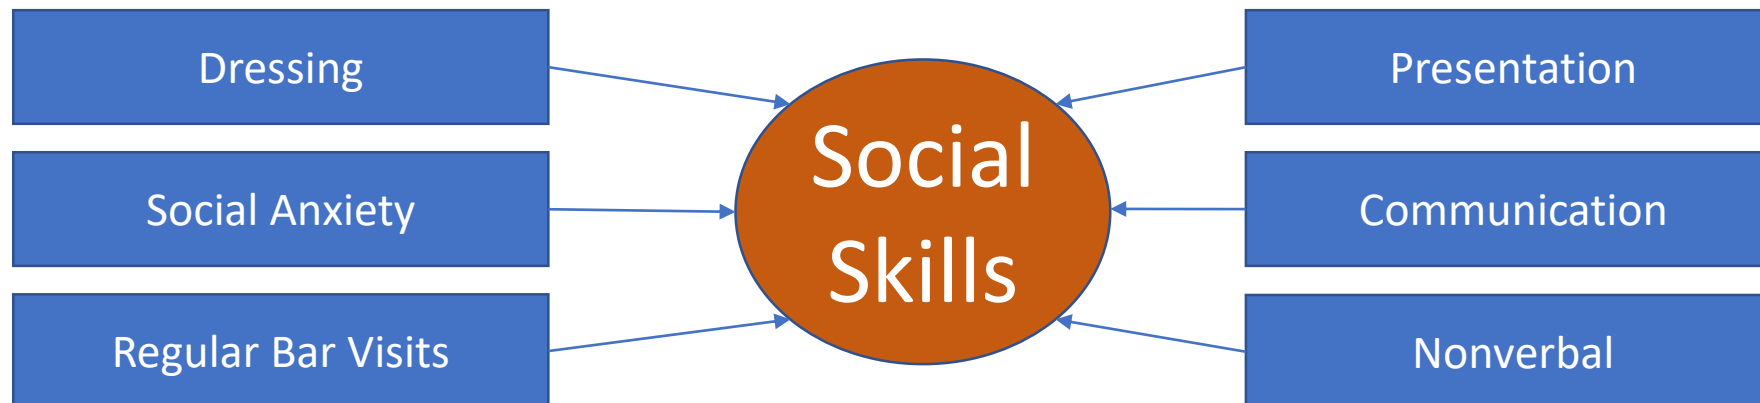 Dressing
Social Anxiety
Regular Bar Visits
Social
Skills
Presentation
Communication
Nonverbal